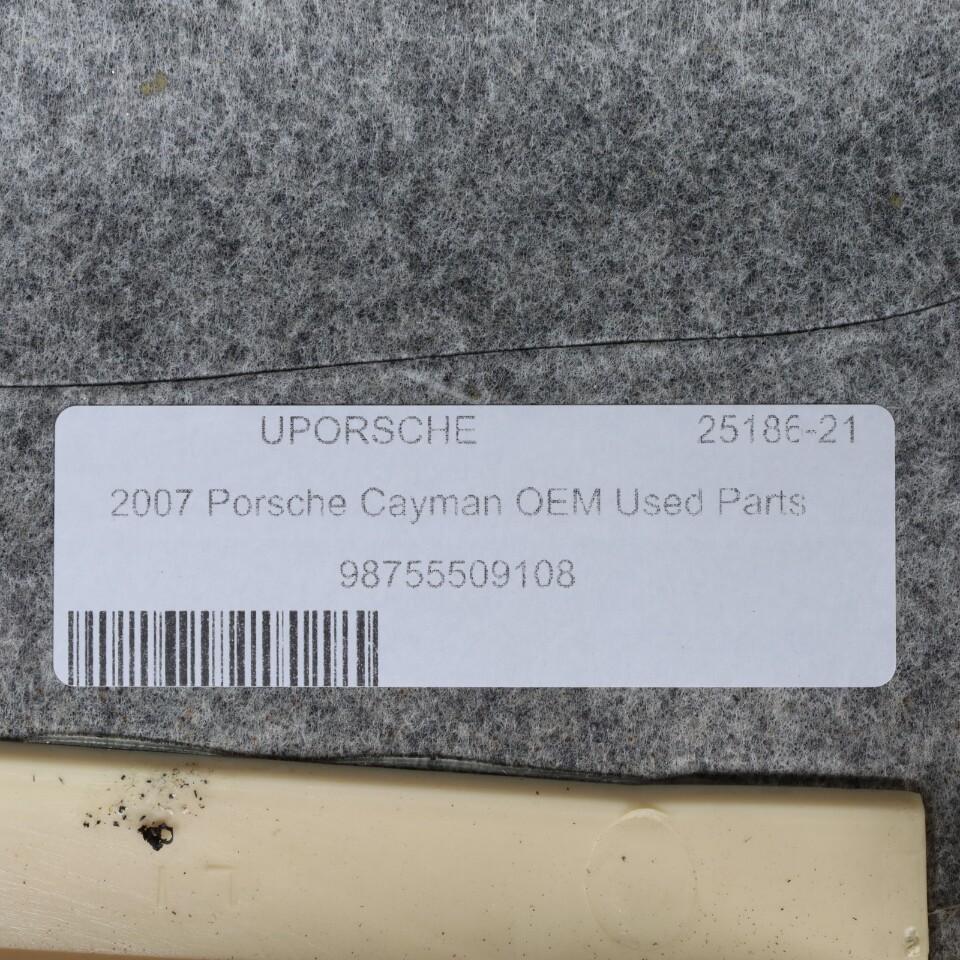 UPORSCHE 25186-21
2007 Porsche Cayman OEM Used Parts
98755509108